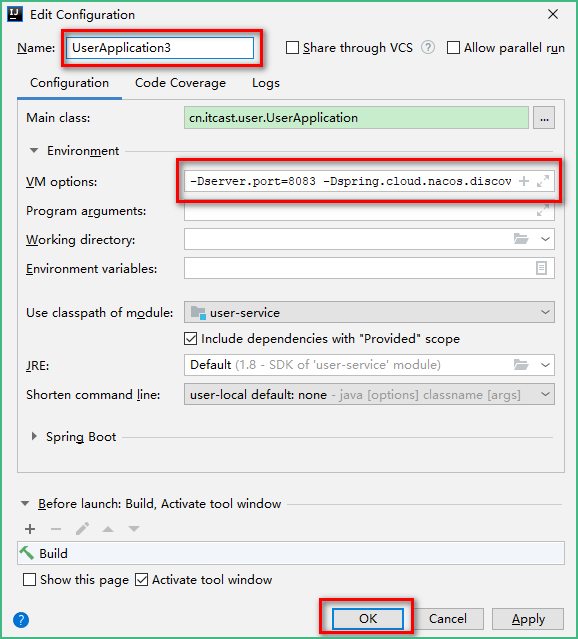 Edit Configuration
Name: UserApplication3 Share through VCS ? Allow parallel run
Configuration Code Coverage Logs
Main class: cn.itcast.user.UserApplication ...
Environment
VM options: -Dserver.port=8083 -Dspring.cloud.nacos.discov
Program arguments:
Working directory:
Environment variables:
Use classpath of module: user-service
Include dependencies with "Provided" scope
JRE: Default (1.8 - SDK of 'user-service' module)
Shorten command line: user-local default: none - java [options] classname [args]
Spring Boot
Before launch: Build, Activate tool window
Build
Show this page Activate tool window
? OK Cancel Apply